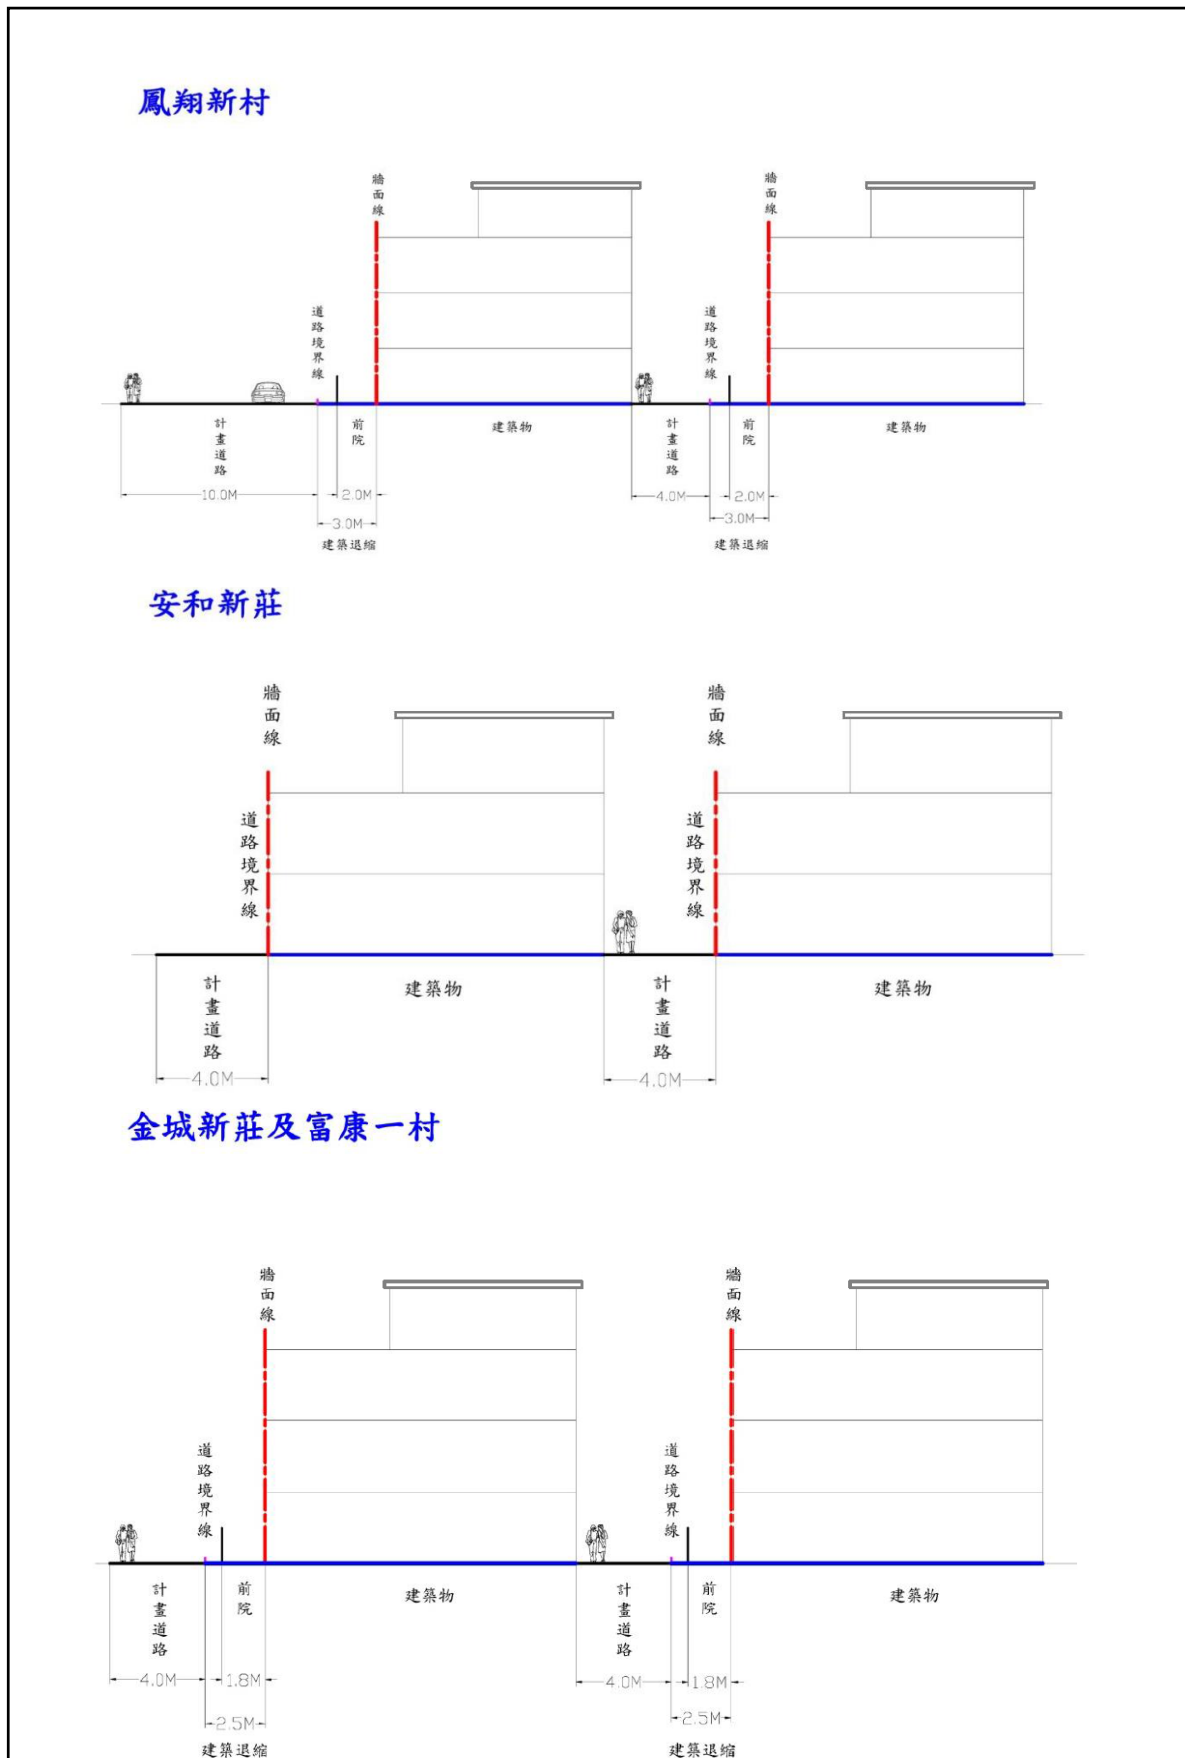 鳳翔新村
牆面線
牆面線
道路境界線
道路境界線
計畫道路
前院
建築物
計畫道路
前院
建築物
10.0M
2.0M
4.0M
2.0M
3.0M
3.0M
建築退縮
建築退縮
安和新莊
牆面線
牆面線
道路境界線
道路境界線
計畫道路
建築物
計畫道路
建築物
4.0M
4.0M
金城新莊及富康一村
牆面線
牆面線
道路境界線
道路境界線
計畫道路
前院
建築物
計畫道路
前院
建築物
4.0M
1.8M
4.0M
1.8M
2.5M
2.5M
建築退縮
建築退縮